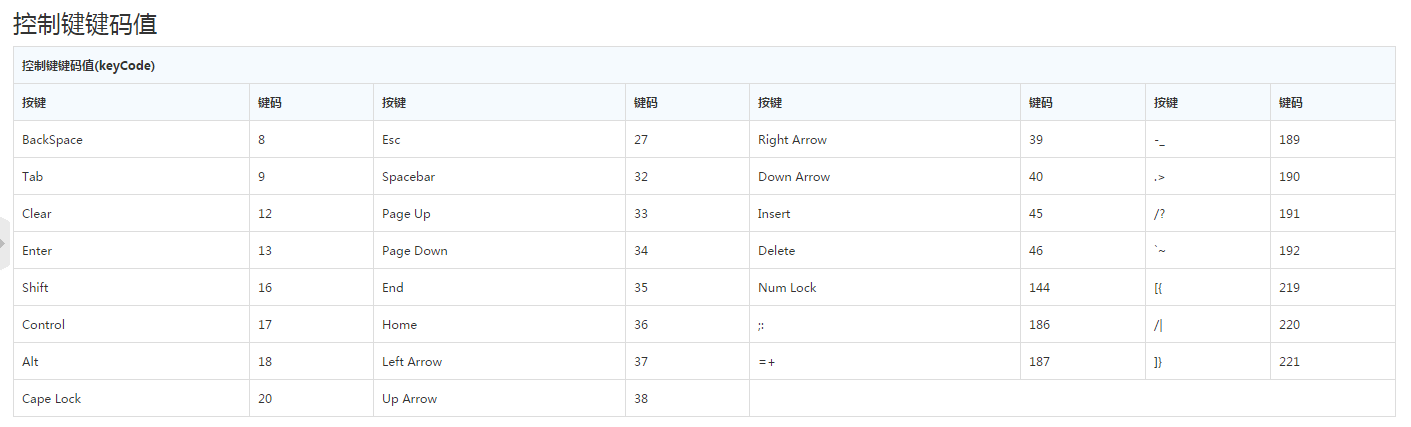 控制键键码值
控制键键码值(keyCode)
按键 键码 按键 键码 按键 键码 按键 键码
BackSpace 8 Esc 27 Right Arrow 39 -_ 189
Tab 9 Spacebar 32 Down Arrow 40 .> 190
Clear 12 Page Up 33 Insert 45 /? 191
Enter 13 Page Down 34 Delete 46 `~ 192
Shift 16 End 35 Num Lock 144 [{ 219
Control 17 Home 36 ;: 186 /| 220
Alt 18 Left Arrow 37 =+ 187 ]} 221
Cape Lock 20 Up Arrow 38